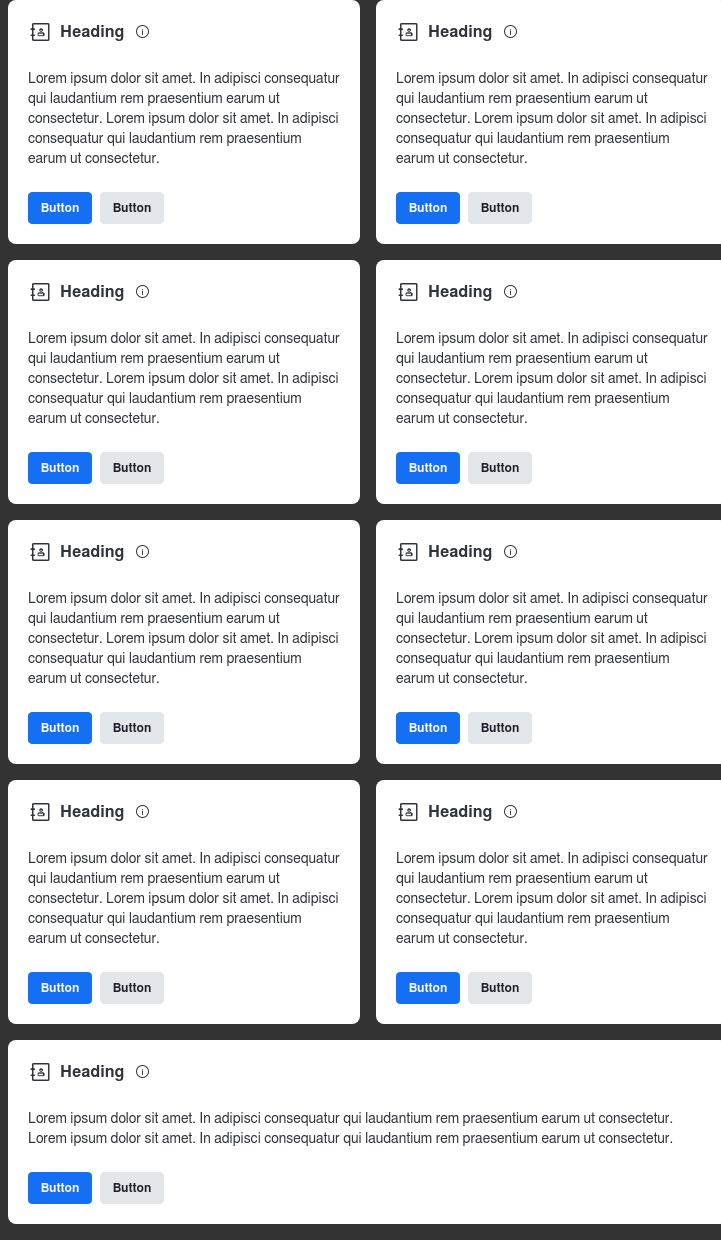 Heading
Lorem ipsum dolor sit amet. In adipisci consequatur
qui laudantium rem praesentium earum ut
consectetur. Lorem ipsum dolor sit amet. In adipisci
consequatur qui laudantium rem praesentium
earum ut consectetur.
Button Button
Heading
Lorem ipsum dolor sit amet. In adipisci consequatur
qui laudantium rem praesentium earum ut
consectetur. Lorem ipsum dolor sit amet. In adipisci
consequatur qui laudantium rem praesentium
earum ut consectetur.
Button Button
Heading
Lorem ipsum dolor sit amet. In adipisci consequatur
qui laudantium rem praesentium earum ut
consectetur. Lorem ipsum dolor sit amet. In adipisci
consequatur qui laudantium rem praesentium
earum ut consectetur.
Button Button
Heading
Lorem ipsum dolor sit amet. In adipisci consequatur
qui laudantium rem praesentium earum ut
consectetur. Lorem ipsum dolor sit amet. In adipisci
consequatur qui laudantium rem praesentium
earum ut consectetur.
Button Button
Heading
Lorem ipsum dolor sit amet. In adipisci consequatur
qui laudantium rem praesentium earum ut
consectetur. Lorem ipsum dolor sit amet. In adipisci
consequatur qui laudantium rem praesentium
earum ut consectetur.
Button Button
Heading
Lorem ipsum dolor sit amet. In adipisci consequatur
qui laudantium rem praesentium earum ut
consectetur. Lorem ipsum dolor sit amet. In adipisci
consequatur qui laudantium rem praesentium
earum ut consectetur.
Button Button
Heading
Lorem ipsum dolor sit amet. In adipisci consequatur
qui laudantium rem praesentium earum ut
consectetur. Lorem ipsum dolor sit amet. In adipisci
consequatur qui laudantium rem praesentium
earum ut consectetur.
Button Button
Heading
Lorem ipsum dolor sit amet. In adipisci consequatur
qui laudantium rem praesentium earum ut
consectetur. Lorem ipsum dolor sit amet. In adipisci
consequatur qui laudantium rem praesentium
earum ut consectetur.
Button Button
Heading
Lorem ipsum dolor sit amet. In adipisci consequatur qui laudantium rem praesentium earum ut consectetur.
Lorem ipsum dolor sit amet. In adipisci consequatur qui laudantium rem praesentium earum ut consectetur.
Button Button